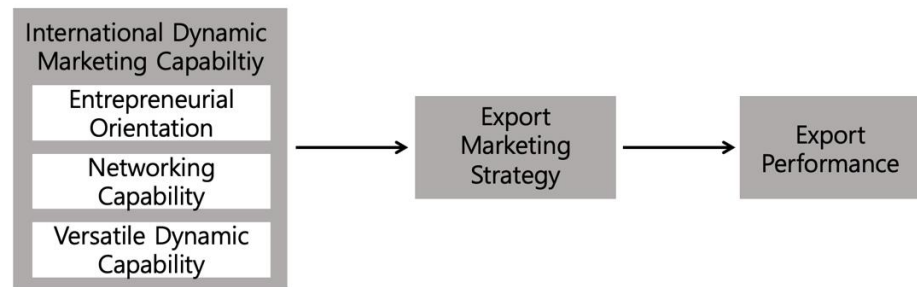 International Dynamic
Marketing Capabiltiy
Entrepreneurial
Orientation
Networking
Capability
Versatile Dynamic
Capability
Export
Marketing
Strategy
Export
Performance